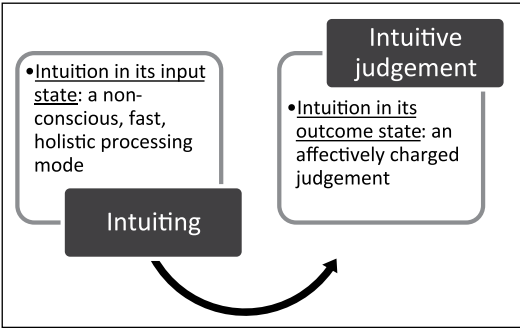 •Intuition in its input
state: a non-
conscious, fast,
holistic processing
mode
Intuiting
Intuitive
judgement
•Intuition in its
outcome state: an
affectively charged
judgement